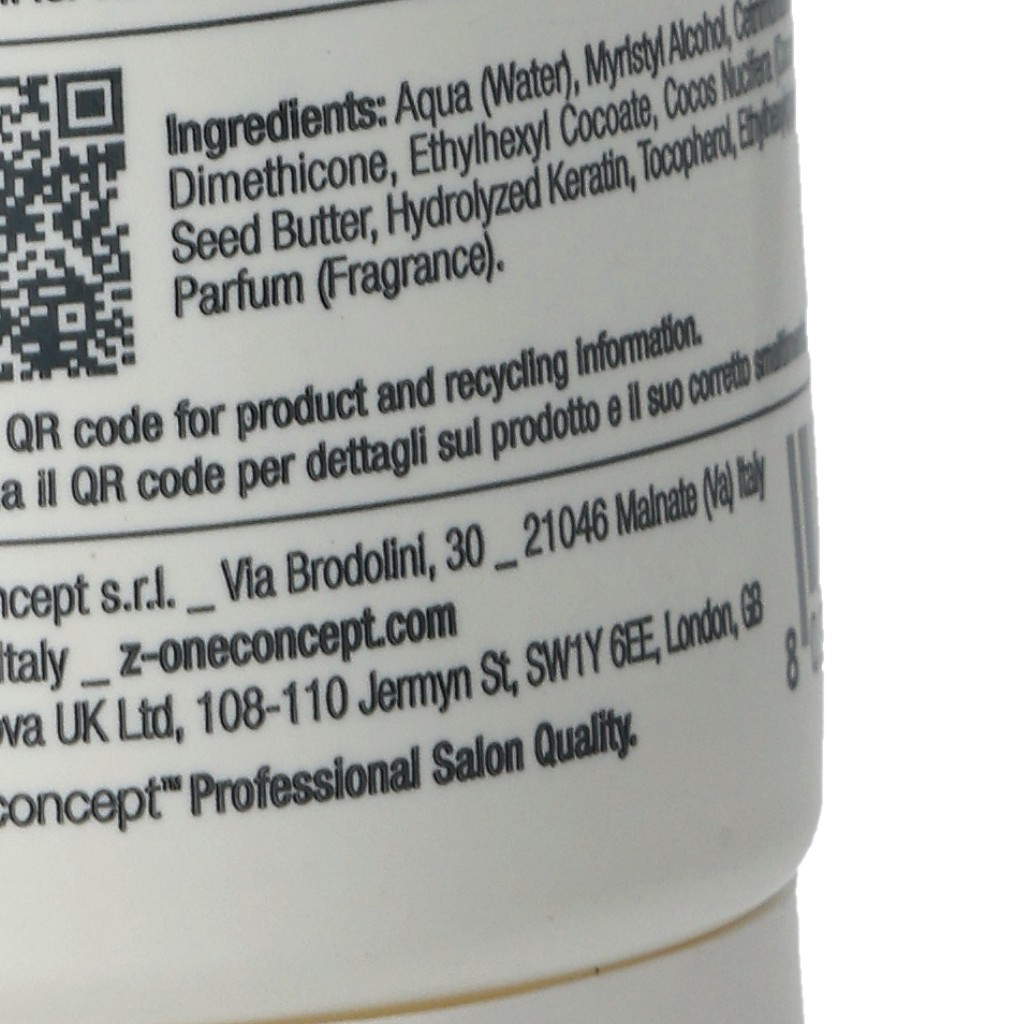 Ingredients: Aqua (Water), Myristyl Alcohol,
Dimethicone, Ethylhexyl Cocoate, Cocos Nucifera
Seed Butter, Hydrolyzed Keratin, Tocopherol,
Parfum (Fragrance).
QR code for product and recycling information.
a il QR code per dettagli sul prodotto e il suo corretto
ncept s.r.l. _ Via Brodolini, 30 _ 21046 Malnate (Va) Italy
Italy _ z-oneconcept.com
ova UK Ltd, 108-110 Jermyn St, SW1Y 6EE, London, GB
concept™ Professional Salon Quality.
8